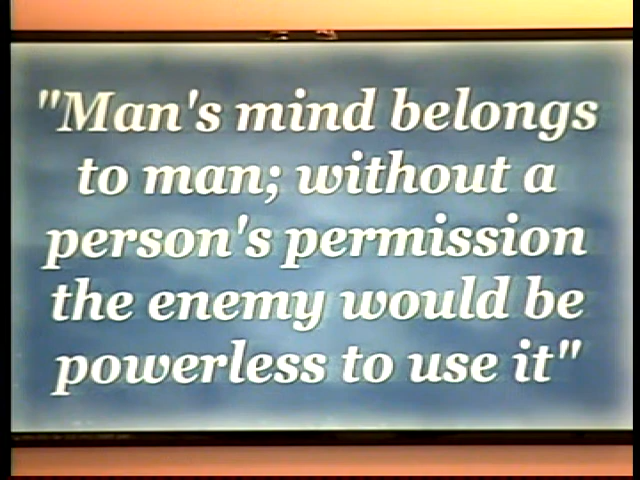 "Man's mind belongs
to man; without a
person's permission
the enemy would be
powerless to use it"